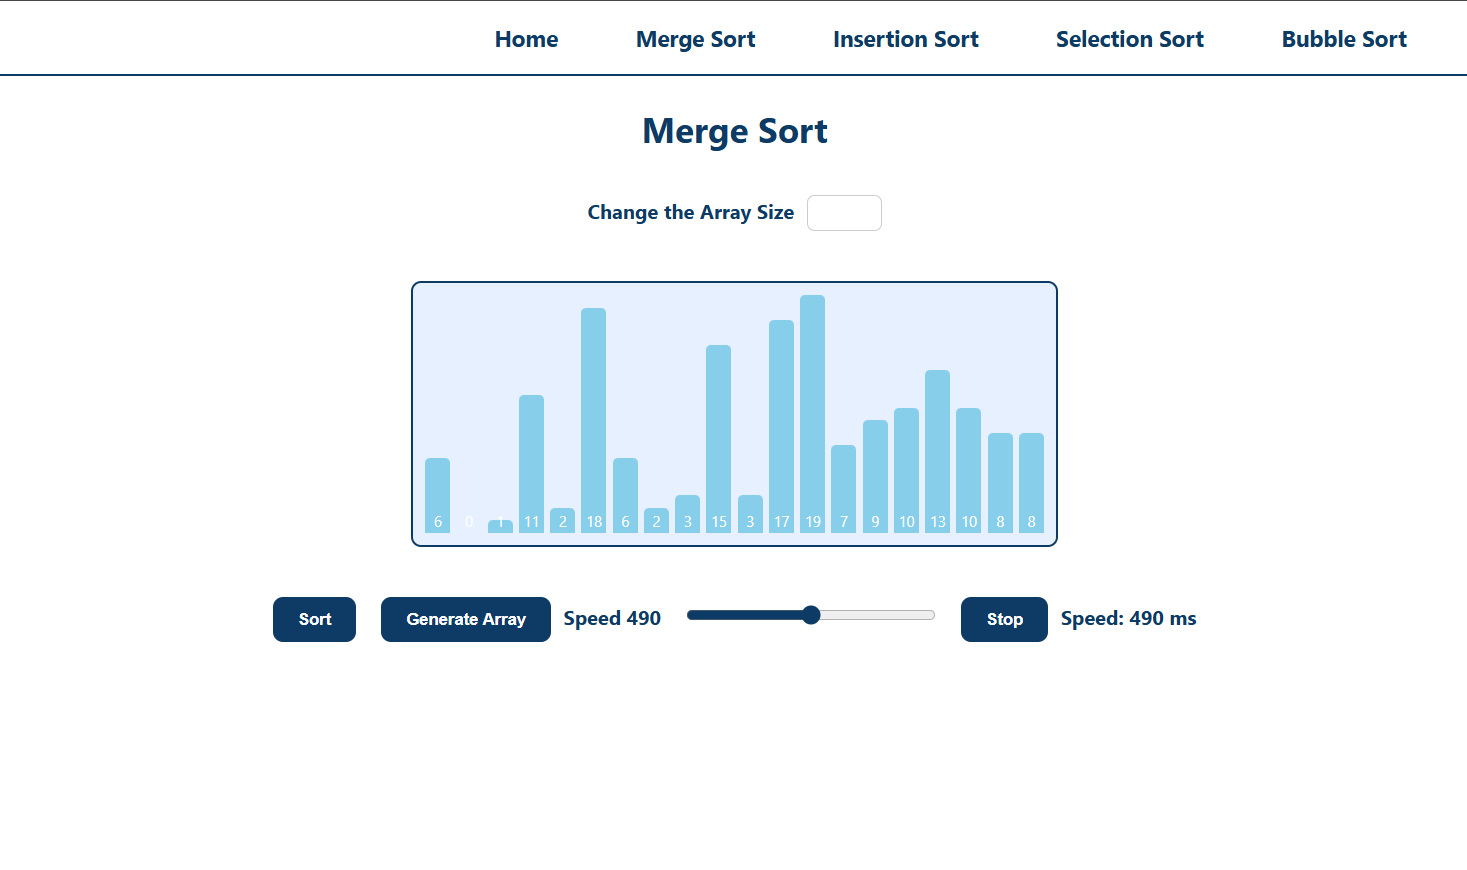 Home Merge Sort Insertion Sort Selection Sort Bubble Sort
Merge Sort
Change the Array Size
6 0 1 11 2 18 6 2 3 15 3 17 19 7 9 10 13 10 8 8
Sort Generate Array Speed 490 Stop Speed: 490 ms